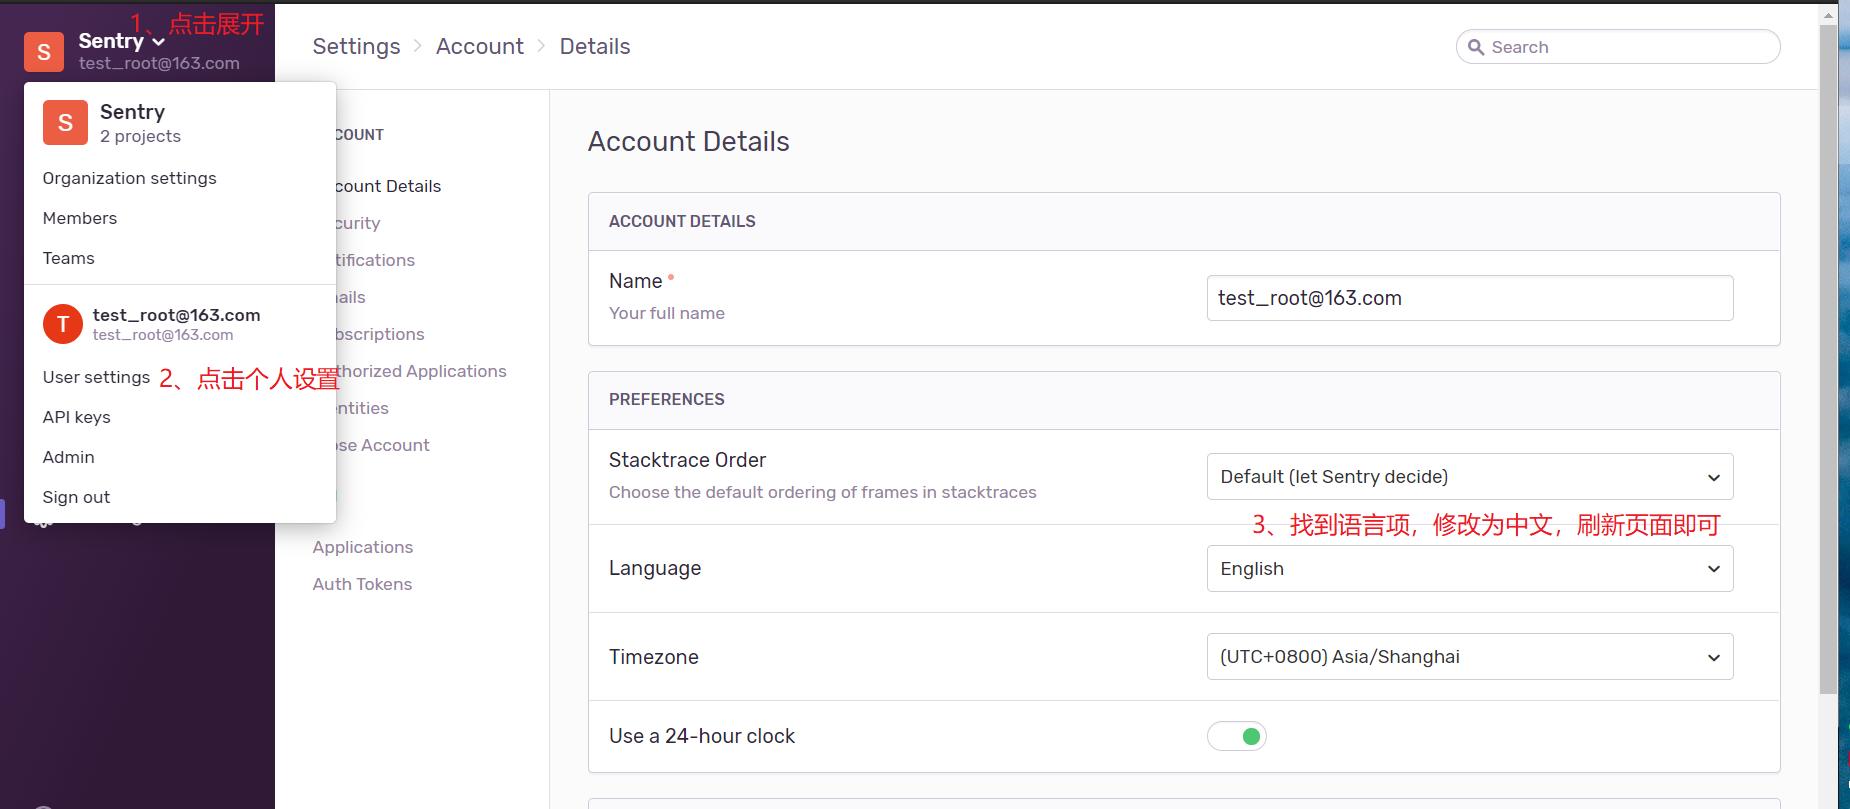 1、点击展开
S
Sentry
test_root@163.com
Settings > Account > Details
Search
S
Sentry
2 projects
Organization settings
Members
Teams
T
test_root@163.com
test_root@163.com
User settings
2、点击个人设置
API keys
Admin
Sign out
COUNT
count Details
curity
tifications
ails
bscriptions
thorized Applications
entities
ose Account
Applications
Auth Tokens
Account Details
ACCOUNT DETAILS
Name
Your full name
test_root@163.com
PREFERENCES
Stacktrace Order
Choose the default ordering of frames in stacktraces
Default (let Sentry decide)
3、找到语言项，修改为中文，刷新页面即可
Language
English
Timezone
(UTC+0800) Asia/Shanghai
Use a 24-hour clock